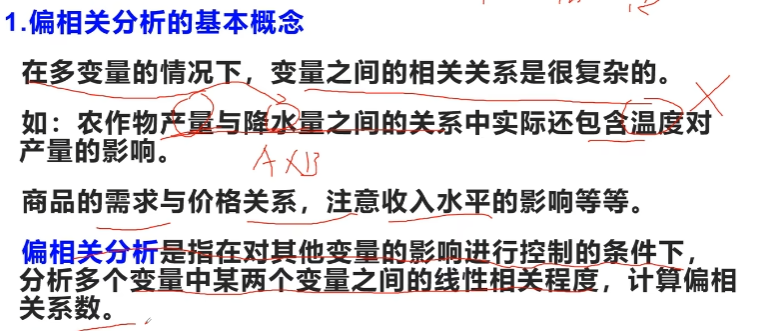 1.偏相关分析的基本概念
在多变量的情况下，变量之间的相关关系是很复杂的。
如：农作物产量与降水量之间的关系中实际还包含温度对
产量的影响。
A×B
商品的需求与价格关系，注意收入水平的影响等等。
偏相关分析是指在对其他变量的影响进行控制的条件下，
分析多个变量中某两个变量之间的线性相关程度，计算偏相
关系数。